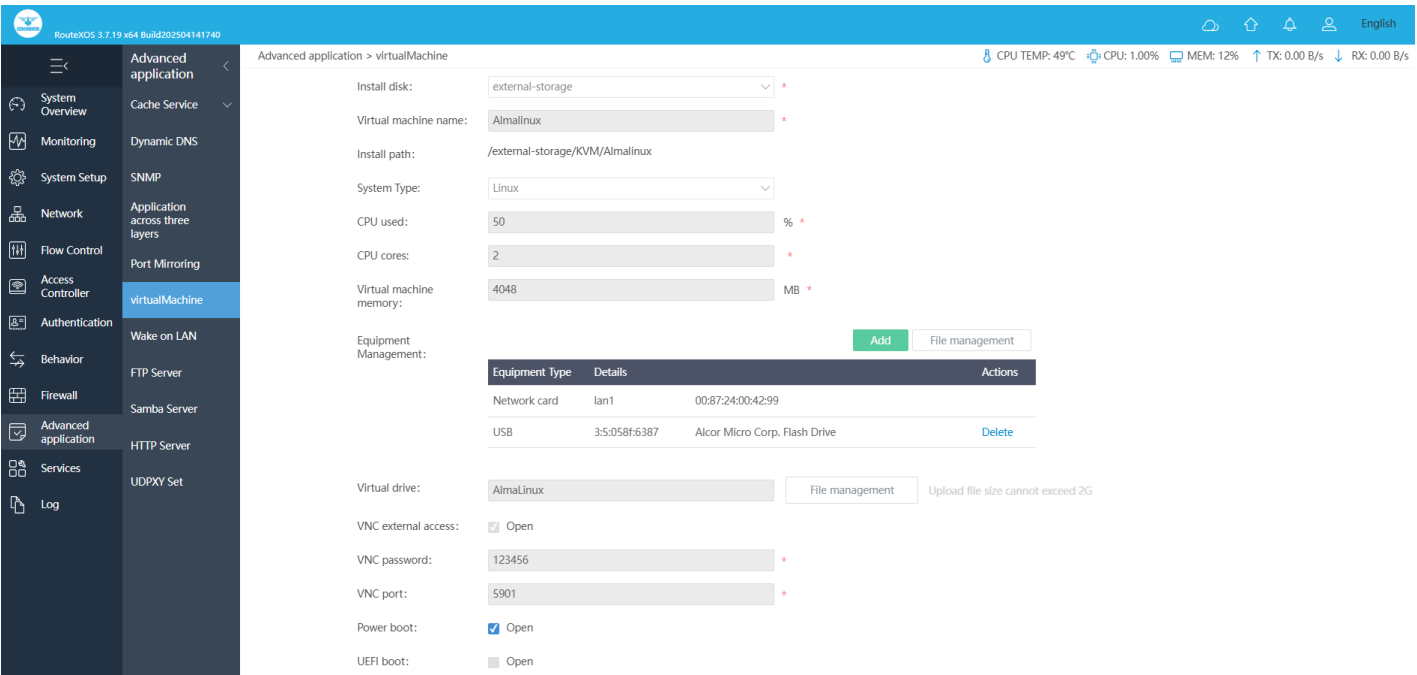 RouteXOS 3.7.19 x64 Build202504141740
English
Advanced application > virtualMachine
CPU TEMP: 49℃ CPU: 1.00% MEM: 12% TX: 0.00 B/s RX: 0.00 B/s
System
Overview
Monitoring
System Setup
Network
Flow Control
Access
Controller
Authentication
Behavior
Firewall
Advanced
application
Services
Log
Advanced
application
Cache Service
Dynamic DNS
SNMP
Application
across three
layers
Port Mirroring
virtualMachine
Wake on LAN
FTP Server
Samba Server
HTTP Server
UDPXY Set
Install disk: external-storage *
Virtual machine name: Almalinux *
Install path: /external-storage/KVM/Almalinux
System Type: Linux
CPU used: 50 % *
CPU cores: 2 *
Virtual machine
memory: 4048 MB *
Equipment
Management:
Add File management
Equipment Type Details Actions
Network card lan1 00:87:24:00:42:99
USB 3:5:058f:6387 Alcor Micro Corp. Flash Drive Delete
Virtual drive: AlmaLinux File management Upload file size cannot exceed 2G
VNC external access: Open
VNC password: 123456 *
VNC port: 5901 *
Power boot: Open
UEFI boot: Open